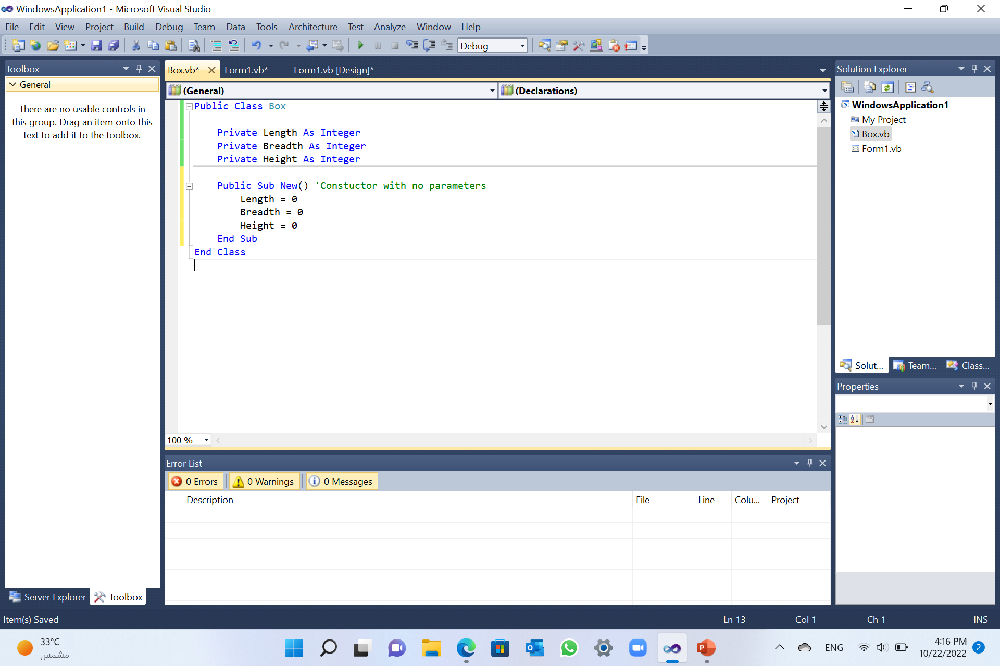 WindowsApplication1 - Microsoft Visual Studio
File Edit View Project Build Debug Team Data Tools Architecture Test Analyze Window Help
Debug
Toolbox
General
There are no usable controls in
this group. Drag an item onto this
text to add it to the toolbox.
Server Explorer Toolbox
Box.vb* Form1.vb* Form1.vb [Design]*
(General) (Declarations)
Public Class Box
Private Length As Integer
Private Breadth As Integer
Private Height As Integer
Public Sub New() 'Constuctor with no parameters
Length = 0
Breadth = 0
Height = 0
End Sub
End Class
100 %
Error List
0 Errors 0 Warnings 0 Messages
Description File Line Colu... Project
Solution Explorer
WindowsApplication1
My Project
Box.vb
Form1.vb
Solut... Team... Class...
Properties
Item(s) Saved Ln 13 Col 1 Ch 1 INS
33°C
مشمس
ENG
4:16 PM
10/22/2022
2